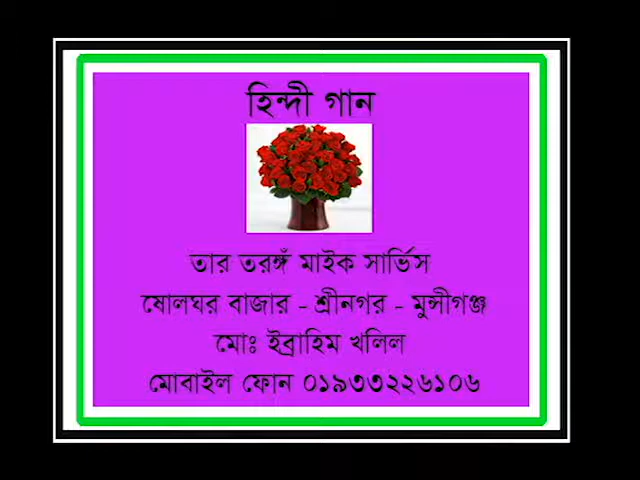 হিন্দী গান
তার তরঙ্গঁ মাইক সার্ভিস
ষোলঘর বাজার - শ্রীনগর - মুন্সীগঞ্জ
মোঃ ইব্রাহিম খলিল
মোবাইল ফোন ০১৯৩৩২২৬১০৬